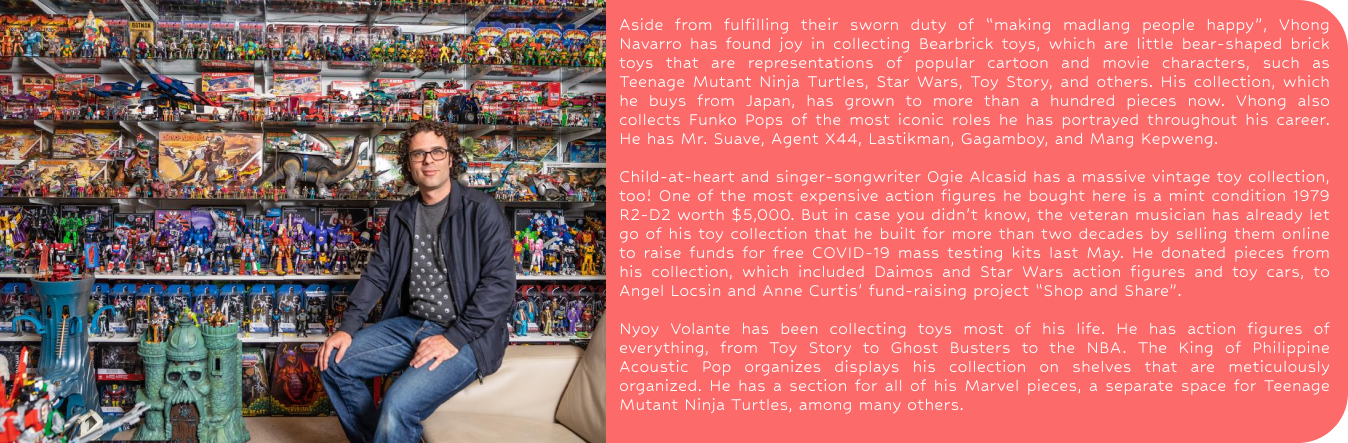 Aside from fulfilling their sworn duty of “making madlang people happy”, Vhong
Navarro has found joy in collecting Bearbrick toys, which are little bear-shaped brick
toys that are representations of popular cartoon and movie characters, such as
Teenage Mutant Ninja Turtles, Star Wars, Toy Story, and others. His collection, which
he buys from Japan, has grown to more than a hundred pieces now. Vhong also
collects Funko Pops of the most iconic roles he has portrayed throughout his career.
He has Mr. Suave, Agent X44, Lastikman, Gagamboy, and Mang Kepweng.
Child-at-heart and singer-songwriter Ogie Alcasid has a massive vintage toy collection,
too! One of the most expensive action figures he bought here is a mint condition 1979
R2-D2 worth $5,000. But in case you didn’t know, the veteran musician has already let
go of his toy collection that he built for more than two decades by selling them online
to raise funds for free COVID-19 mass testing kits last May. He donated pieces from
his collection, which included Daimos and Star Wars action figures and toy cars, to
Angel Locsin and Anne Curtis’ fund-raising project “Shop and Share”.
Nyoy Volante has been collecting toys most of his life. He has action figures of
everything, from Toy Story to Ghost Busters to the NBA. The King of Philippine
Acoustic Pop organizes displays his collection on shelves that are meticulously
organized. He has a section for all of his Marvel pieces, a separate space for Teenage
Mutant Ninja Turtles, among many others.